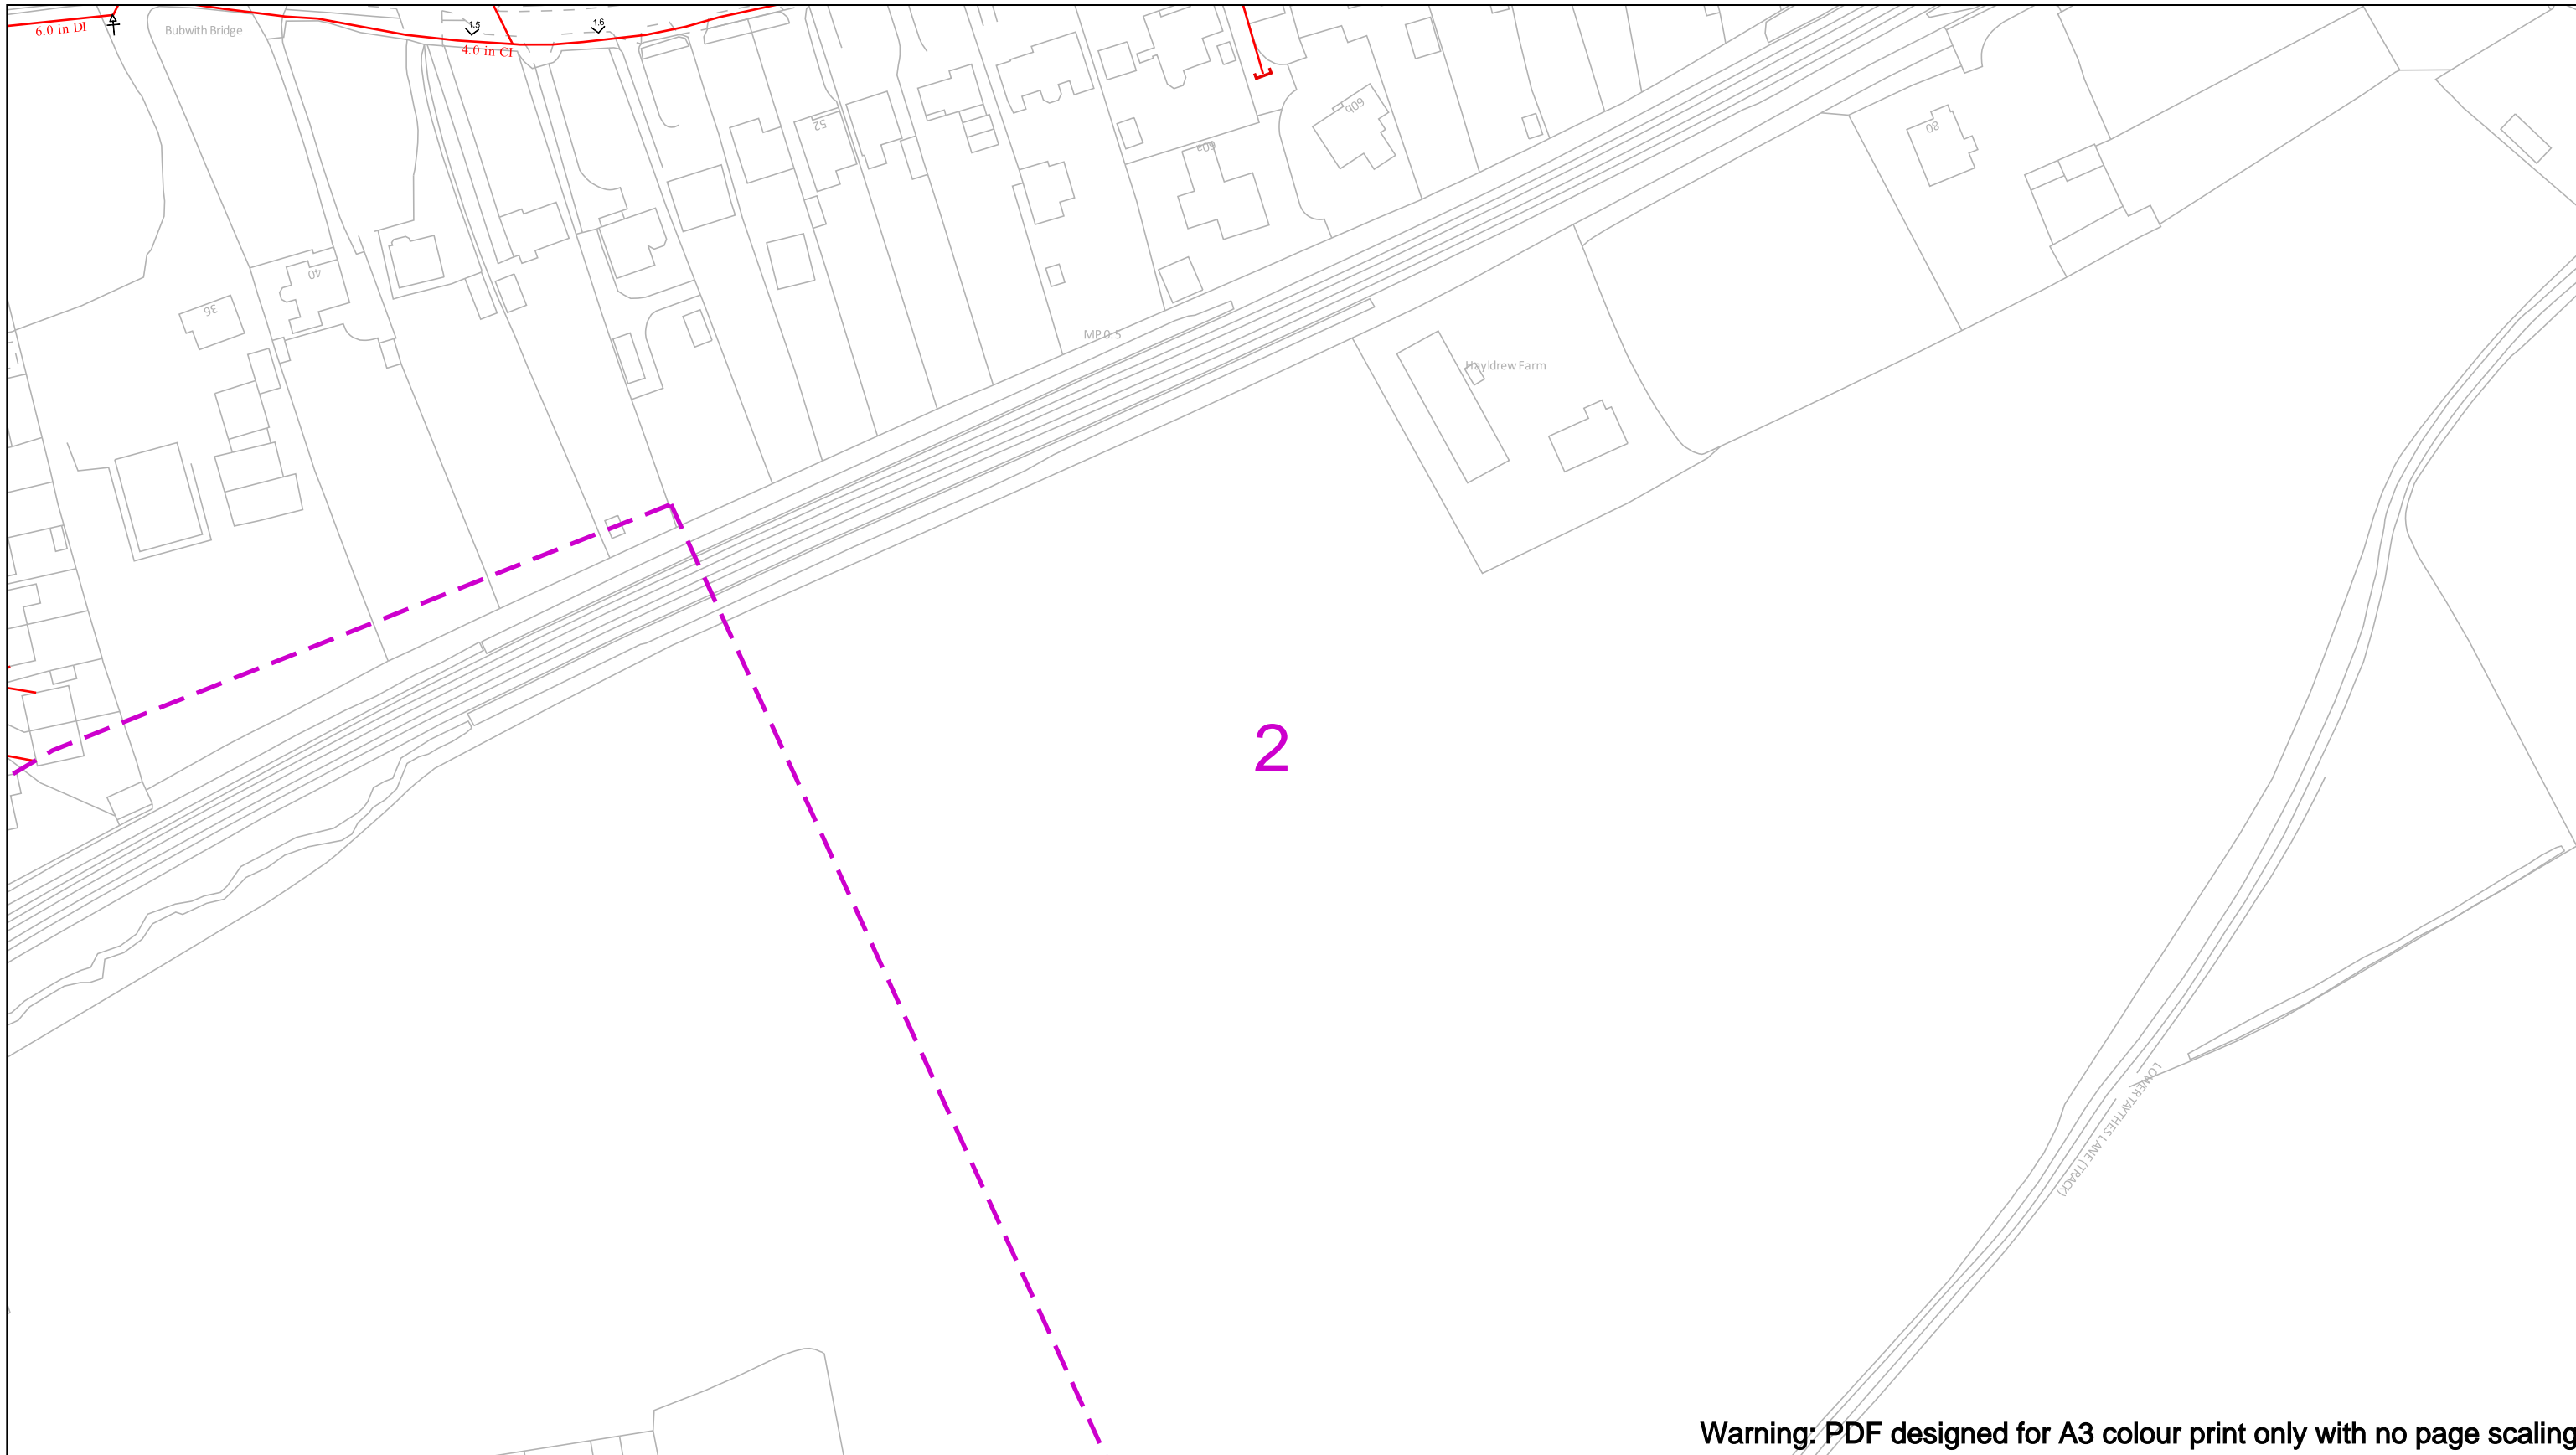 6.0 in DI
Bubwith Bridge
1.5
1.6
4.0 in CI
52
60b
60a
80
40
36
MP 0.5
Hayldrew Farm
2
LOWER TAYTHES LANE (TRACK)
Warning: PDF designed for A3 colour print only with no page scaling